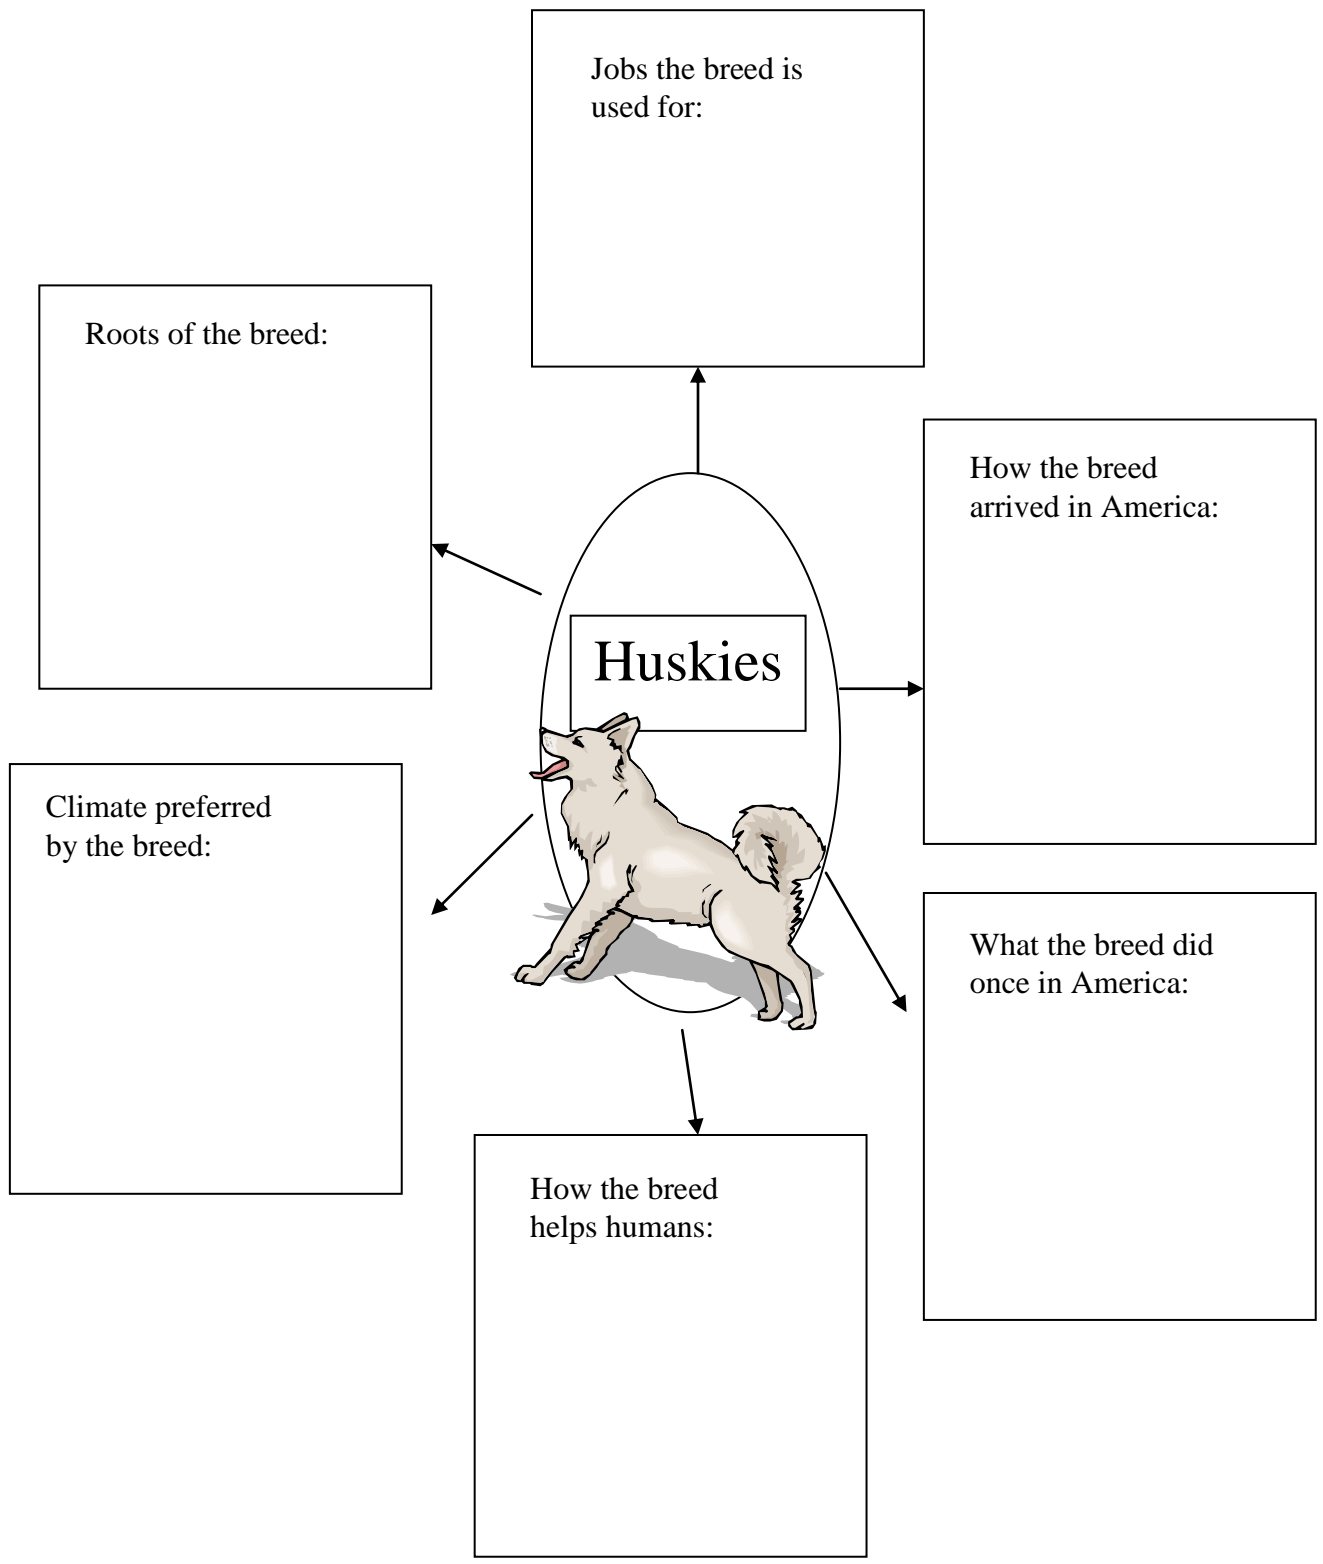 Jobs the breed is
used for:
Roots of the breed:
How the breed
arrived in America:
Huskies
Climate preferred
by the breed:
What the breed did
once in America:
How the breed
helps humans: